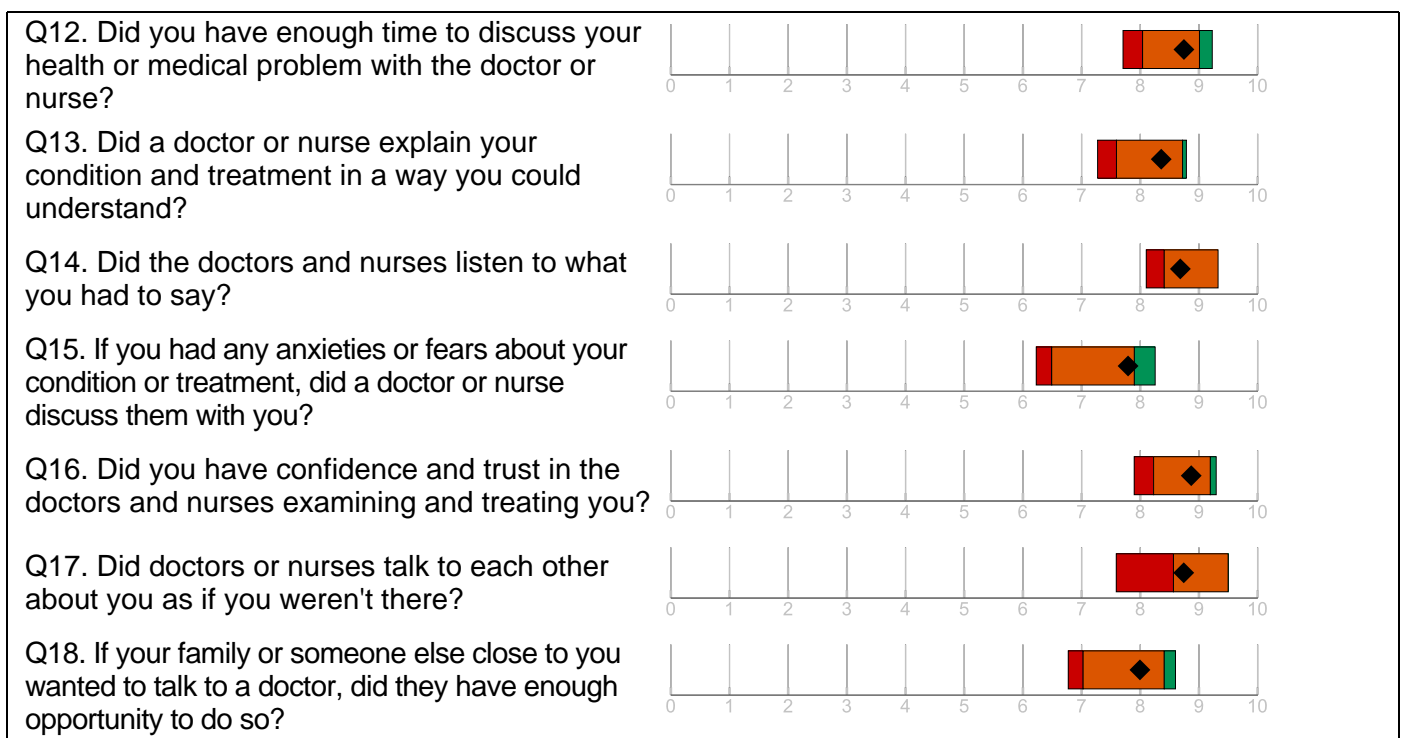 Q12. Did you have enough time to discuss your
health or medical problem with the doctor or
nurse?
0 1 2 3 4 5 6 7 8 9 10
Q13. Did a doctor or nurse explain your
condition and treatment in a way you could
understand?
0 1 2 3 4 5 6 7 8 9 10
Q14. Did the doctors and nurses listen to what
you had to say?
0 1 2 3 4 5 6 7 8 9 10
Q15. If you had any anxieties or fears about your
condition or treatment, did a doctor or nurse
discuss them with you?
0 1 2 3 4 5 6 7 8 9 10
Q16. Did you have confidence and trust in the
doctors and nurses examining and treating you?
0 1 2 3 4 5 6 7 8 9 10
Q17. Did doctors or nurses talk to each other
about you as if you weren't there?
0 1 2 3 4 5 6 7 8 9 10
Q18. If your family or someone else close to you
wanted to talk to a doctor, did they have enough
opportunity to do so?
0 1 2 3 4 5 6 7 8 9 10